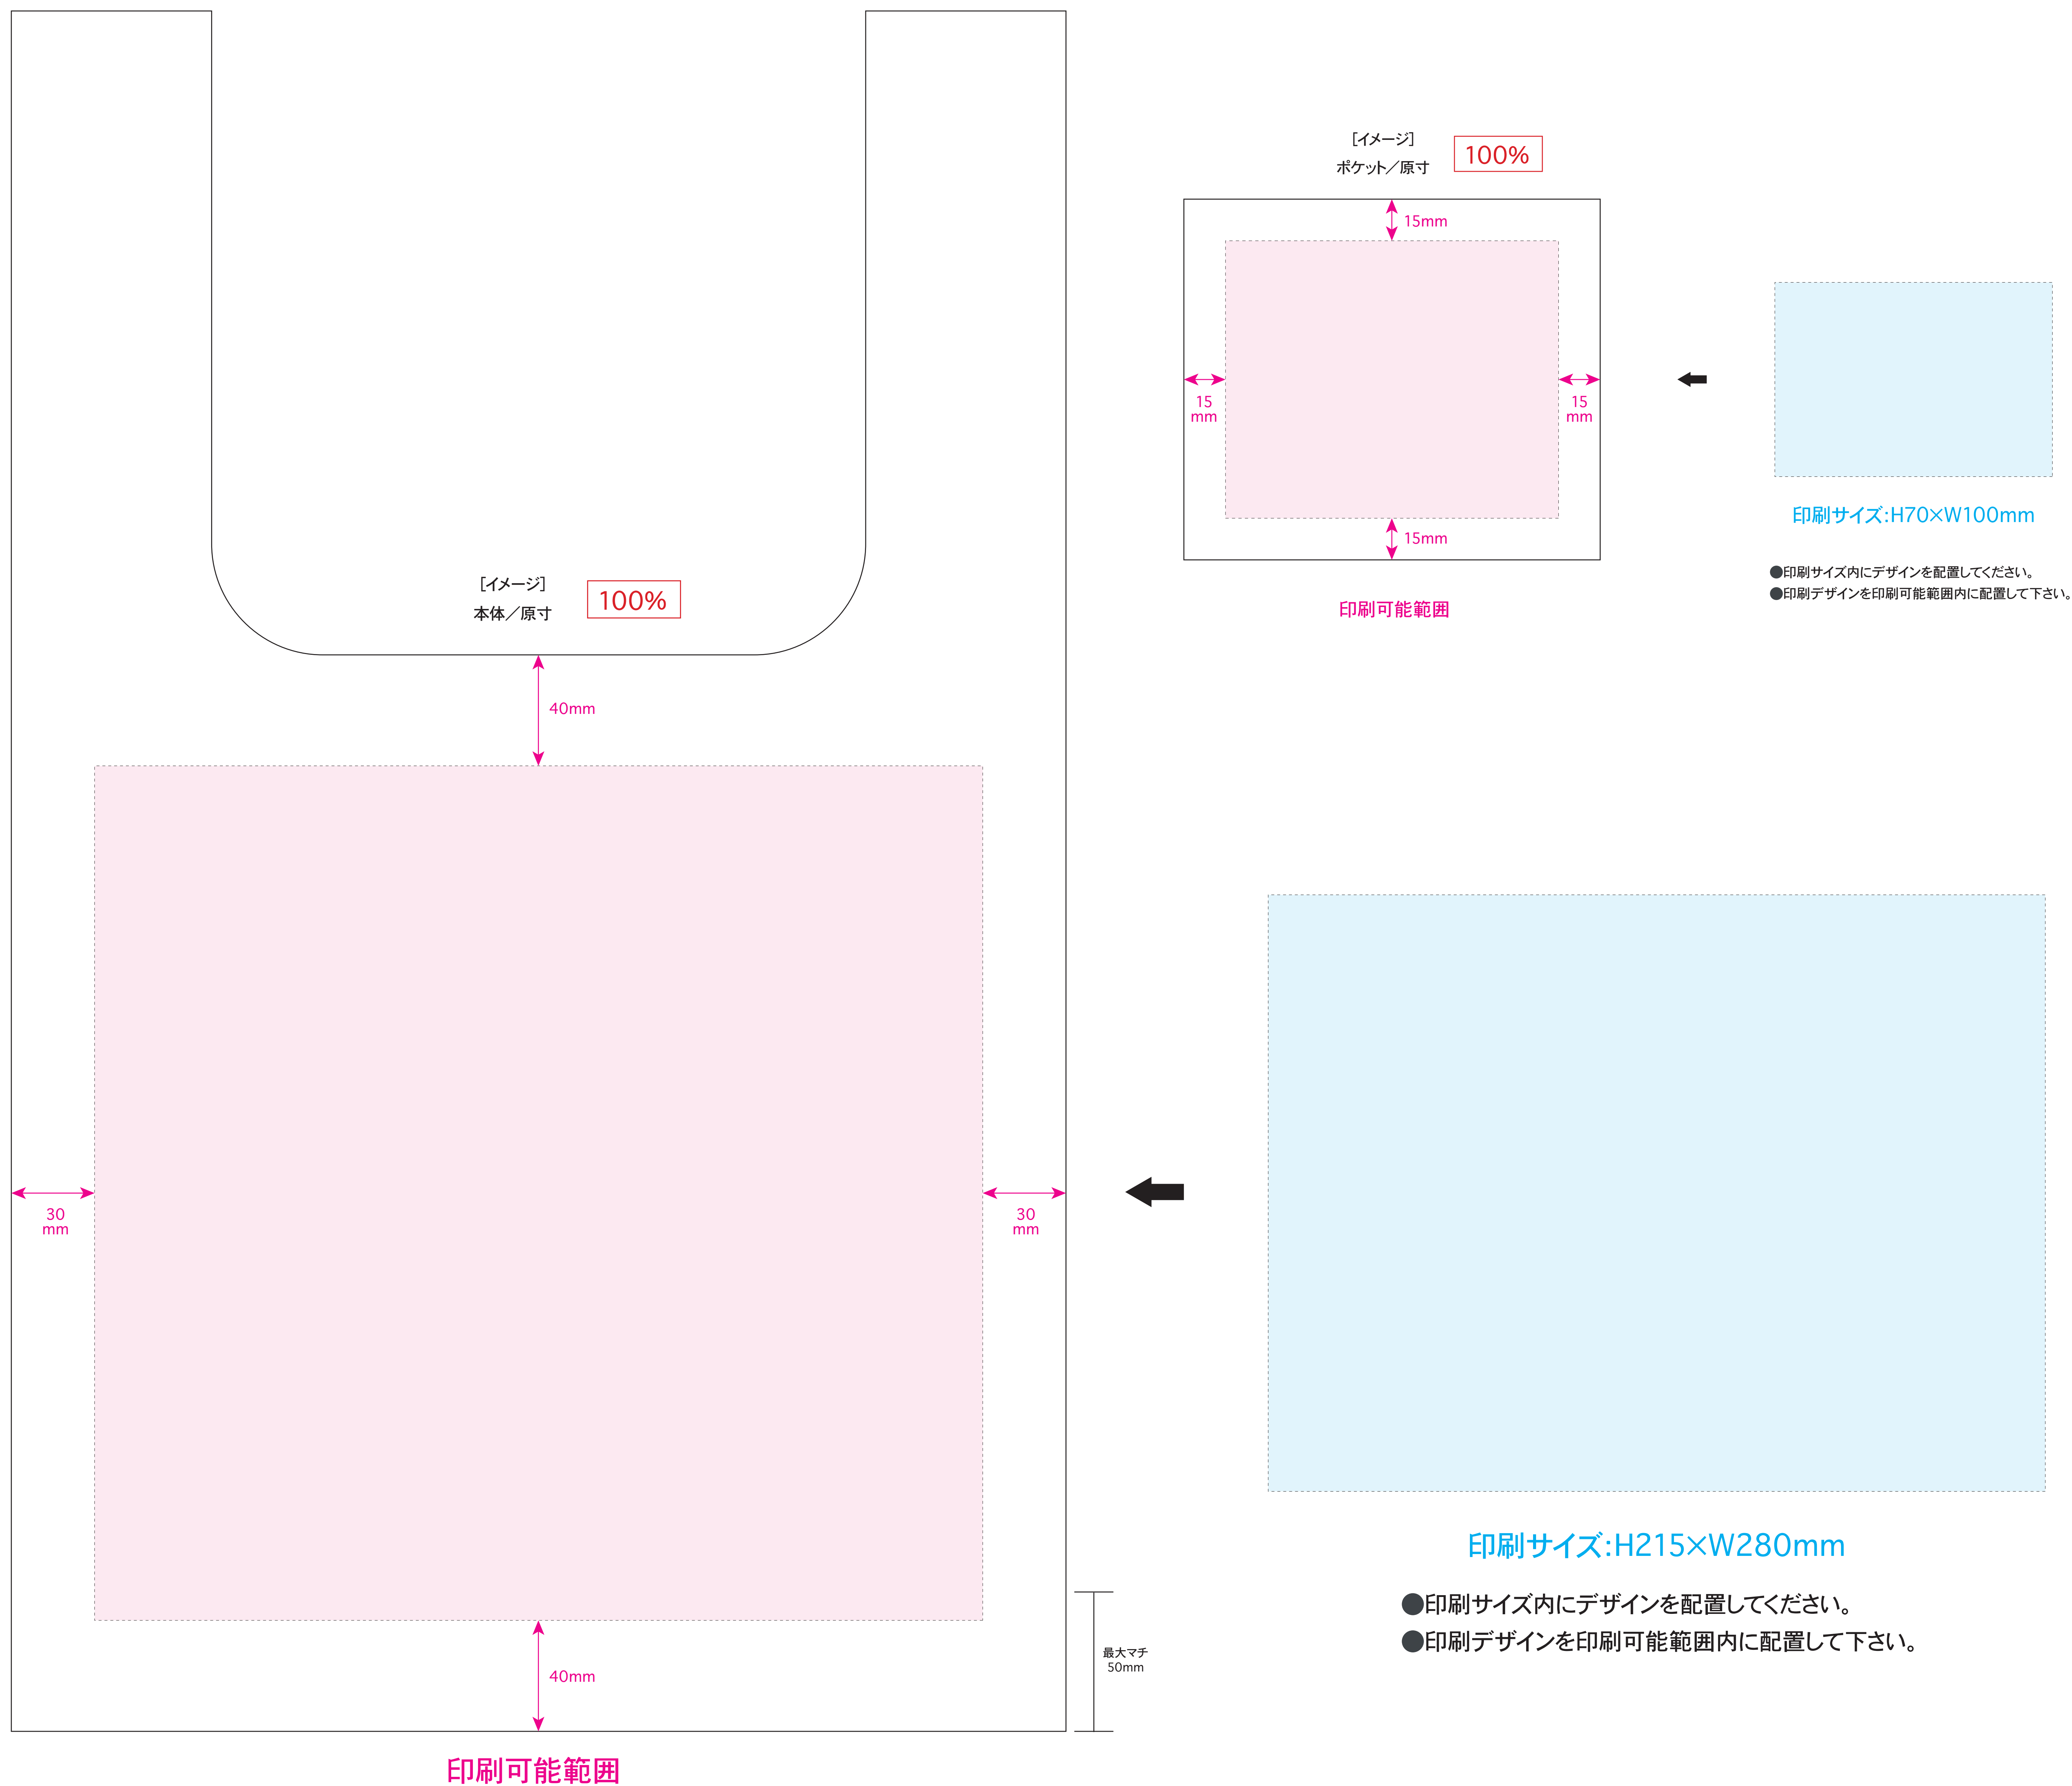 ［イメージ］
ポケット／原寸
100%
15mm
15
mm
15
mm
15mm
印刷可能範囲
印刷サイズ:H70×W100mm
●印刷サイズ内にデザインを配置してください。
●印刷デザインを印刷可能範囲内に配置して下さい。
［イメージ］
本体／原寸
100%
40mm
30
mm
30
mm
40mm
最大マチ
50mm
印刷可能範囲
印刷サイズ:H215×W280mm
●印刷サイズ内にデザインを配置してください。
●印刷デザインを印刷可能範囲内に配置して下さい。